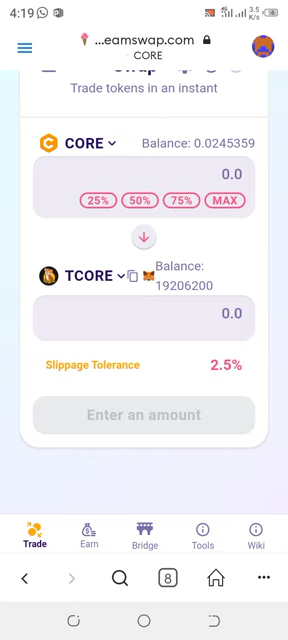 4:19
4G
3.5
K/s
...eamswap.com
CORE
Trade tokens in an instant
CORE
Balance: 0.0245359
0.0
25%
50%
75%
MAX
TCORE
Balance:
19206200
0.0
Slippage Tolerance
2.5%
Enter an amount
Trade
Earn
Bridge
Tools
Wiki
8